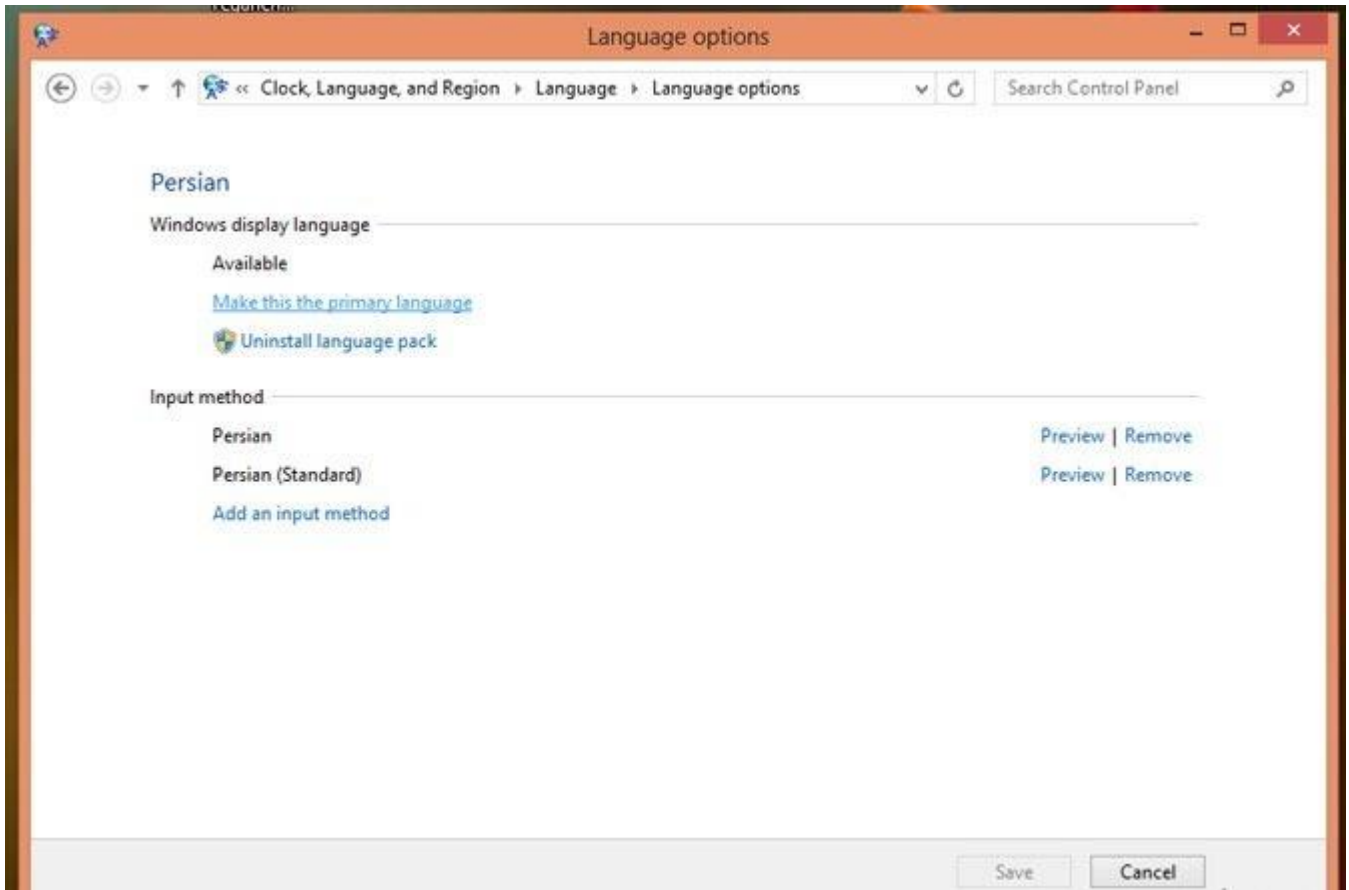 Language options
« Clock, Language, and Region ▸ Language ▸ Language options
Search Control Panel
Persian
Windows display language
Available
Make this the primary language
Uninstall language pack
Input method
Persian
Preview | Remove
Persian (Standard)
Preview | Remove
Add an input method
Save
Cancel